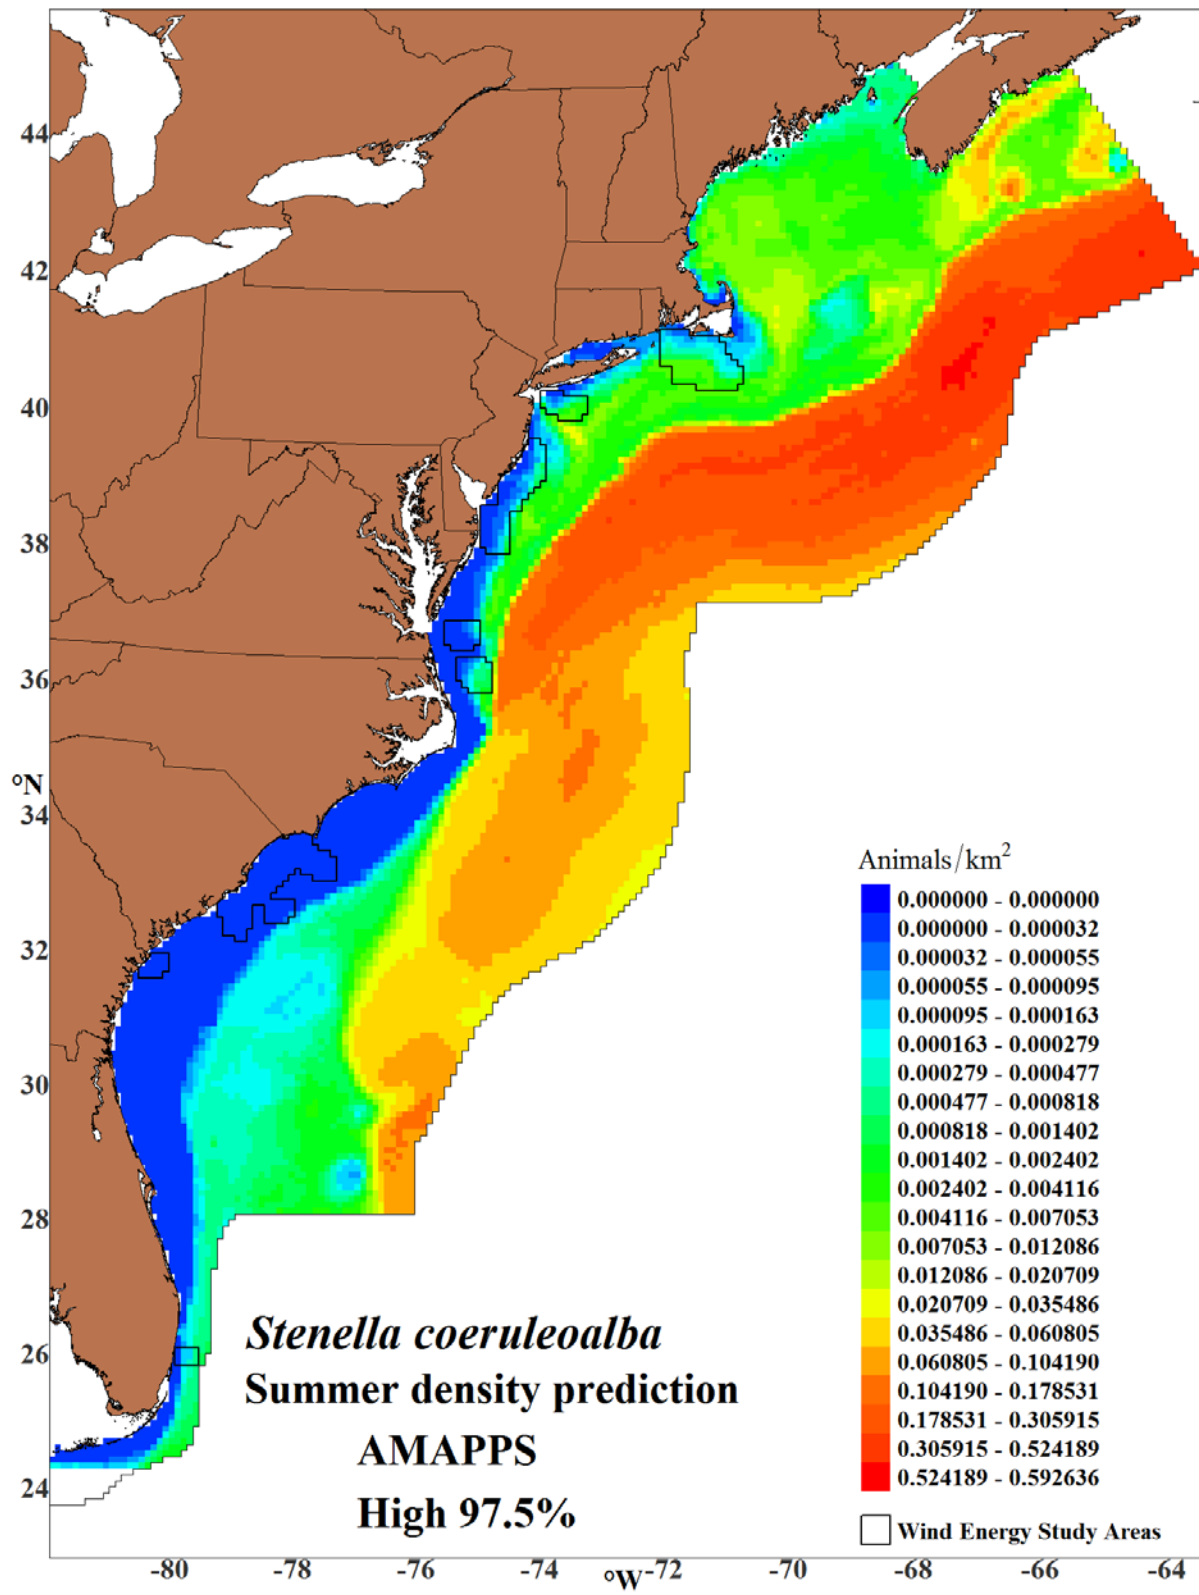 44
42
40
38
36
°N
34
32
30
28
26
24
Animals/km²
0.000000 - 0.000000
0.000000 - 0.000032
0.000032 - 0.000055
0.000055 - 0.000095
0.000095 - 0.000163
0.000163 - 0.000279
0.000279 - 0.000477
0.000477 - 0.000818
0.000818 - 0.001402
0.001402 - 0.002402
0.002402 - 0.004116
0.004116 - 0.007053
0.007053 - 0.012086
0.012086 - 0.020709
0.020709 - 0.035486
0.035486 - 0.060805
0.060805 - 0.104190
0.104190 - 0.178531
0.178531 - 0.305915
0.305915 - 0.524189
0.524189 - 0.592636
Wind Energy Study Areas
Stenella coeruleoalba
Summer density prediction
AMAPPS
High 97.5%
-80 -78 -76 -74 °W -72 -70 -68 -66 -64